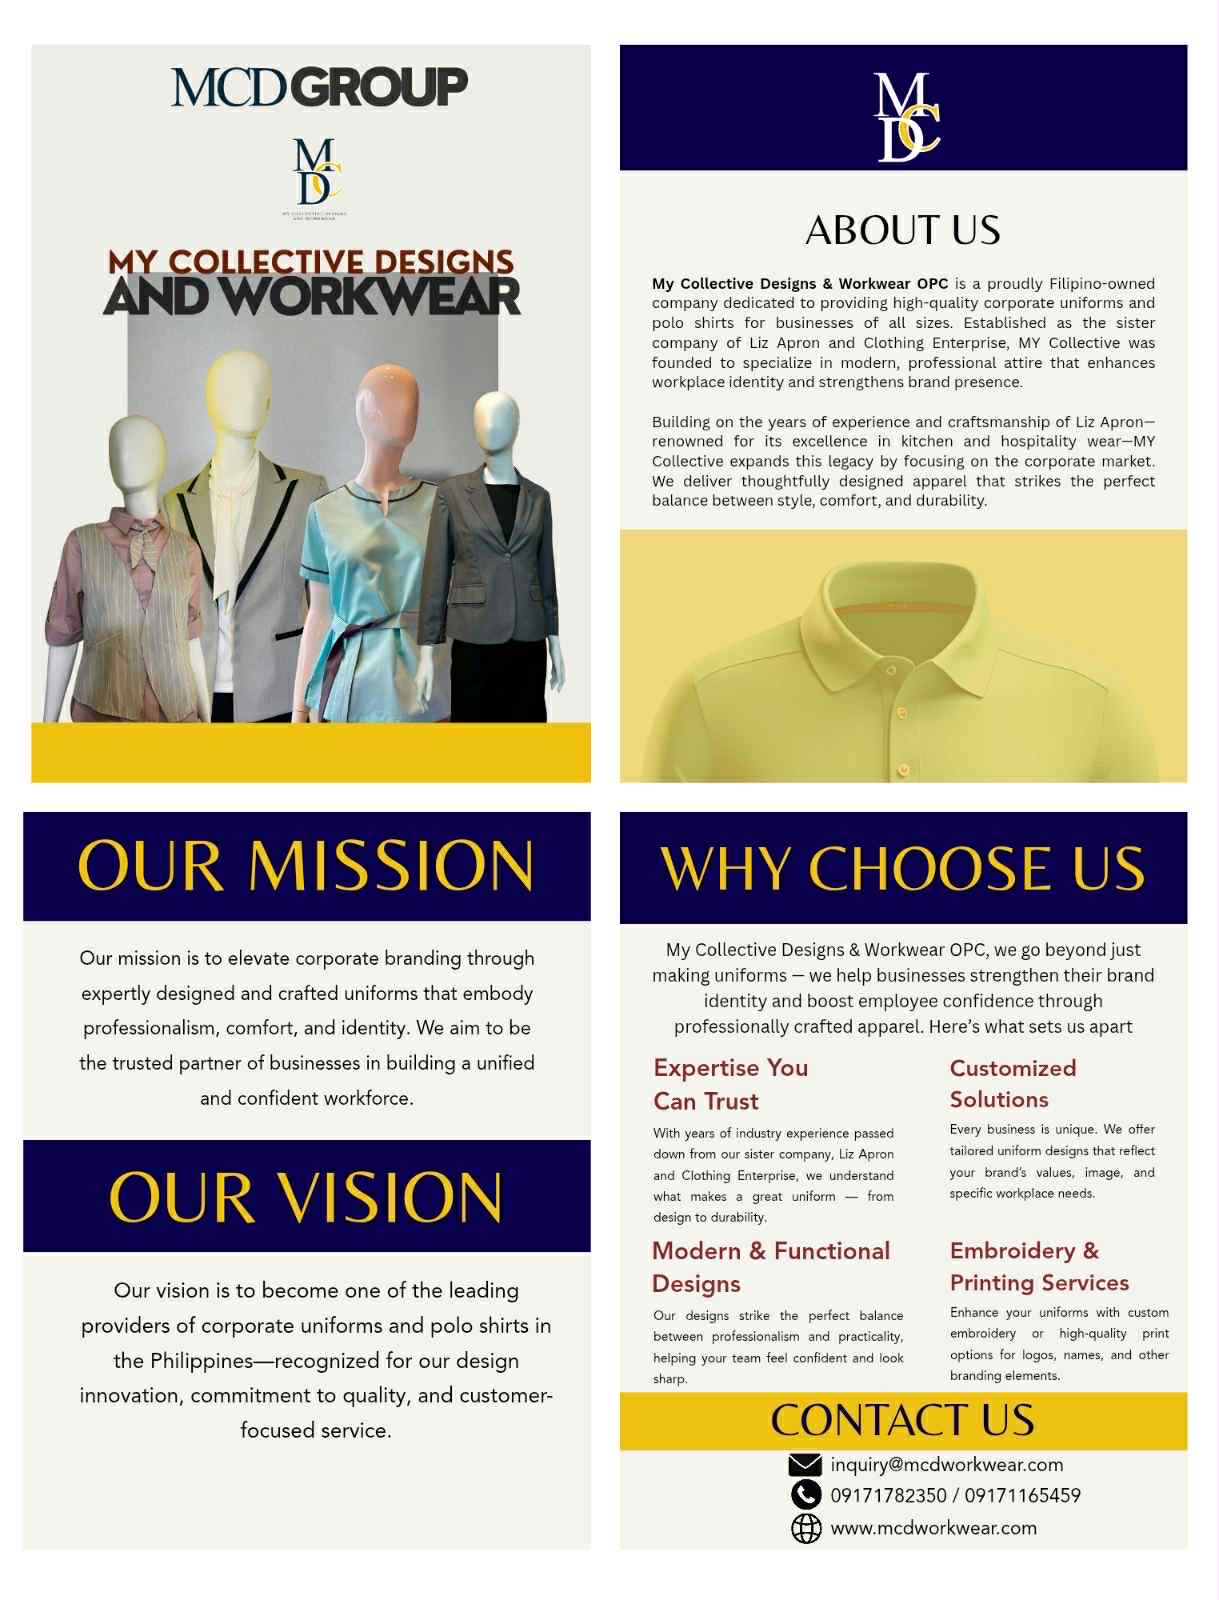 MCDGROUP
M
DC
MY COLLECTIVE DESIGNS
AND WORKWEAR
MY COLLECTIVE DESIGNS
AND WORKWEAR
M
DC
ABOUT US
My Collective Designs & Workwear OPC is a proudly Filipino-owned
company dedicated to providing high-quality corporate uniforms and
polo shirts for businesses of all sizes. Established as the sister
company of Liz Apron and Clothing Enterprise, MY Collective was
founded to specialize in modern, professional attire that enhances
workplace identity and strengthens brand presence.
Building on the years of experience and craftsmanship of Liz Apron—
renowned for its excellence in kitchen and hospitality wear—MY
Collective expands this legacy by focusing on the corporate market.
We deliver thoughtfully designed apparel that strikes the perfect
balance between style, comfort, and durability.
OUR MISSION
Our mission is to elevate corporate branding through
expertly designed and crafted uniforms that embody
professionalism, comfort, and identity. We aim to be
the trusted partner of businesses in building a unified
and confident workforce.
OUR VISION
Our vision is to become one of the leading
providers of corporate uniforms and polo shirts in
the Philippines—recognized for our design
innovation, commitment to quality, and customer-
focused service.
WHY CHOOSE US
My Collective Designs & Workwear OPC, we go beyond just
making uniforms — we help businesses strengthen their brand
identity and boost employee confidence through
professionally crafted apparel. Here's what sets us apart
Expertise You
Can Trust
With years of industry experience passed
down from our sister company, Liz Apron
and Clothing Enterprise, we understand
what makes a great uniform — from
design to durability.
Customized
Solutions
Every business is unique. We offer
tailored uniform designs that reflect
your brand's values, image, and
specific workplace needs.
Modern & Functional
Designs
Our designs strike the perfect balance
between professionalism and practicality,
helping your team feel confident and look
sharp.
Embroidery &
Printing Services
Enhance your uniforms with custom
embroidery or high-quality print
options for logos, names, and other
branding elements.
CONTACT US
inquiry@mcdworkwear.com
09171782350 / 09171165459
www.mcdworkwear.com